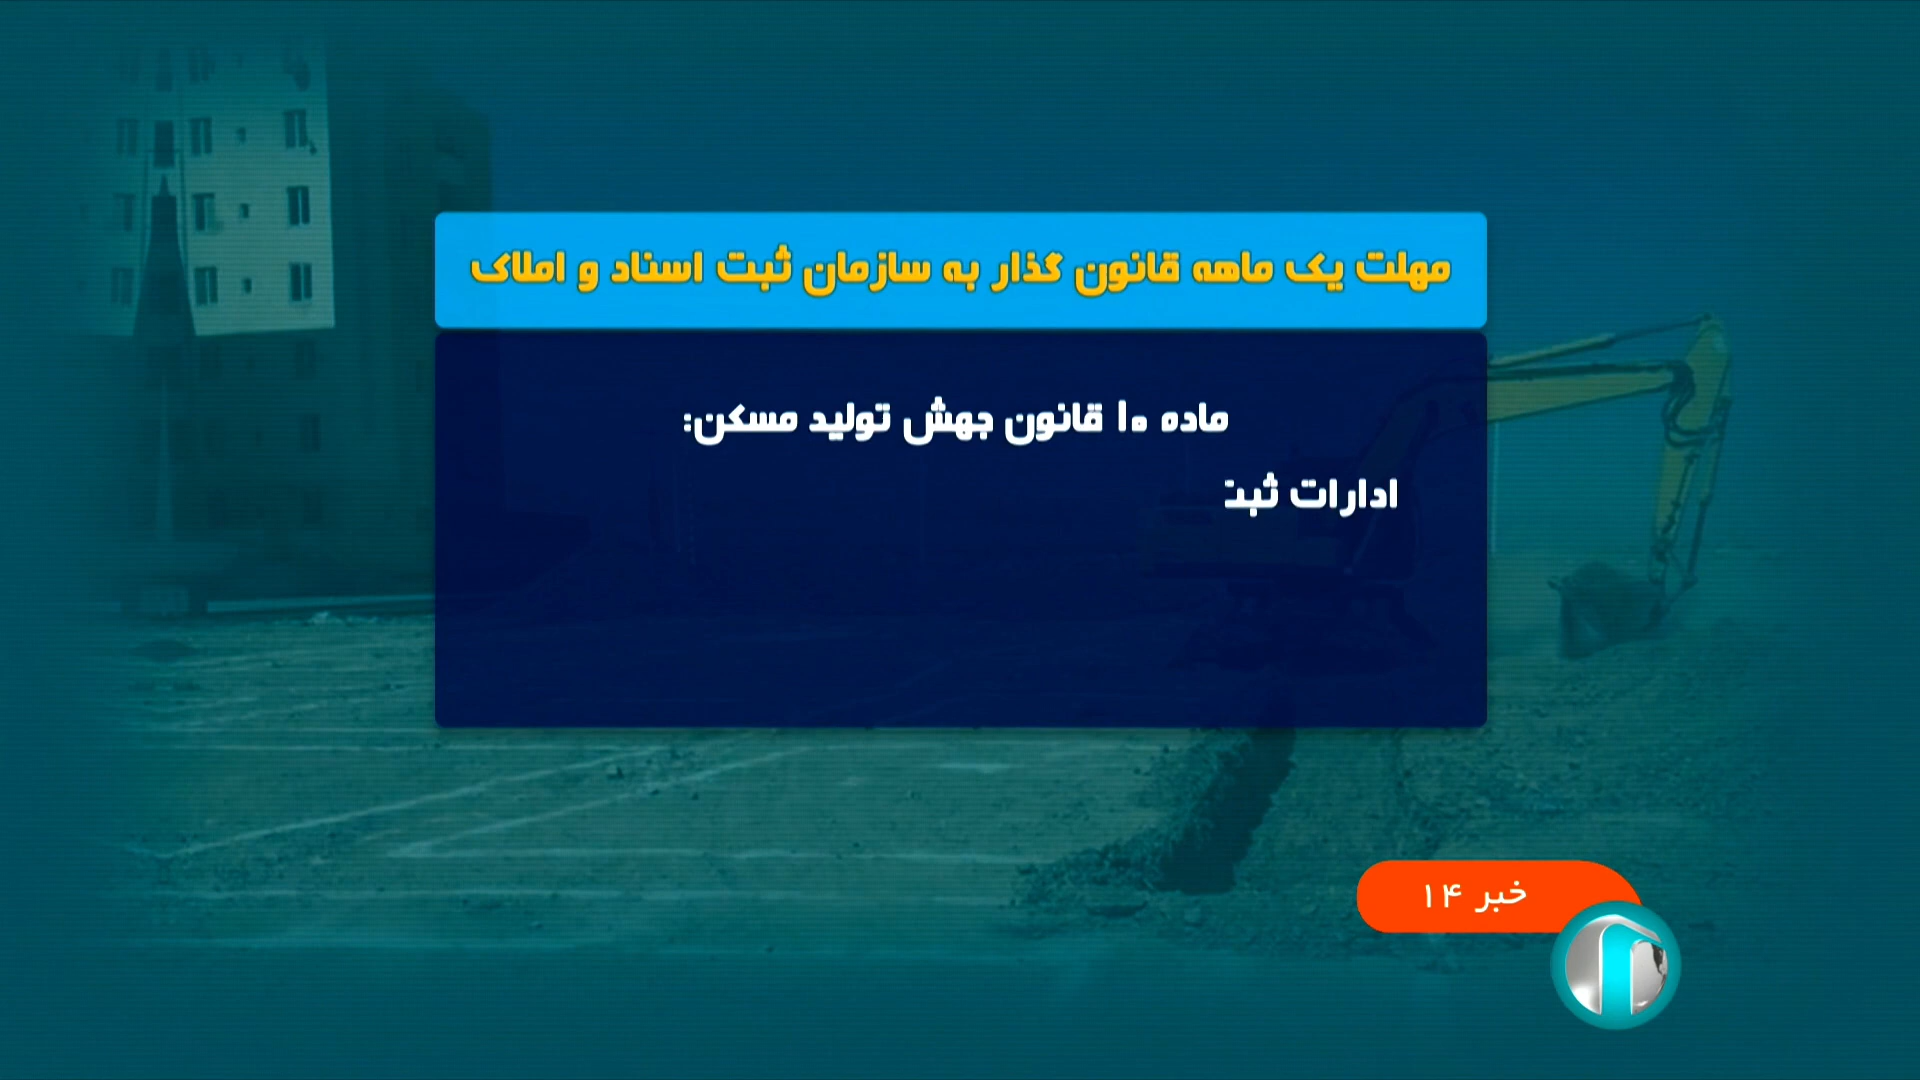 مهلت یک ماهه قانون گذار به سازمان ثبت اسناد و املاک
ماده ۱۰ قانون جهش تولید مسکن:
ادارات ثبت
خبر ۱۴